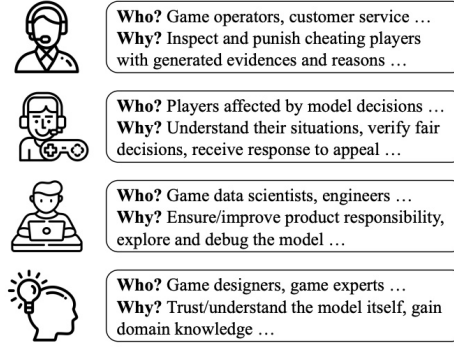 Who? Game operators, customer service …
Why? Inspect and punish cheating players
with generated evidences and reasons …
Who? Players affected by model decisions …
Why? Understand their situations, verify fair
decisions, receive response to appeal …
Who? Game data scientists, engineers …
Why? Ensure/improve product responsibility,
explore and debug the model …
Who? Game designers, game experts …
Why? Trust/understand the model itself, gain
domain knowledge …